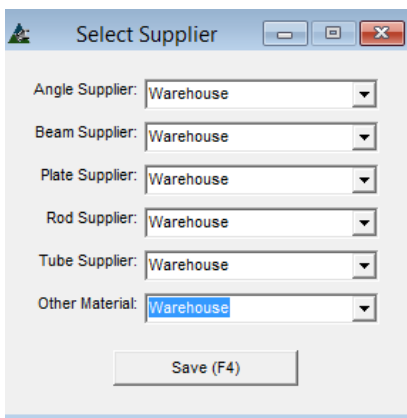 Select Supplier
Angle Supplier: Warehouse
Beam Supplier: Warehouse
Plate Supplier: Warehouse
Rod Supplier: Warehouse
Tube Supplier: Warehouse
Other Material: Warehouse
Save (F4)